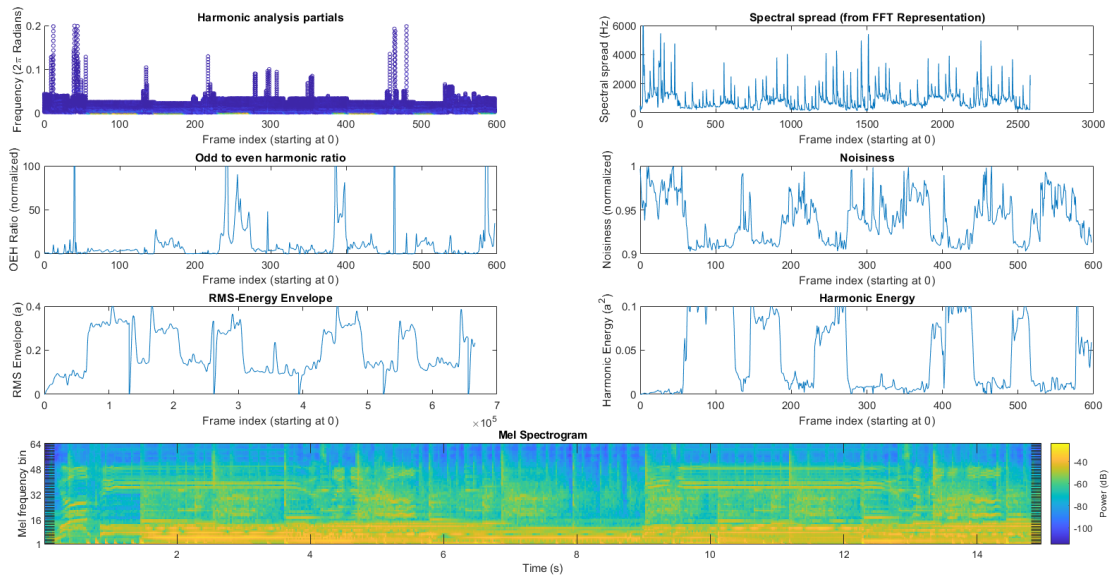 Harmonic analysis partials
Frequency (2π Radians)
0.2
0.1
0
0 100 200 300 400 500 600
Frame index (starting at 0)
Spectral spread (from FFT Representation)
Spectral spread (Hz)
6000
4000
2000
0
0 500 1000 1500 2000 2500 3000
Frame index (starting at 0)
Odd to even harmonic ratio
OEH Ratio (normalized)
100
50
0
0 100 200 300 400 500 600
Frame index (starting at 0)
Noisiness
Noisiness (normalized)
1
0.95
0.9
0 100 200 300 400 500 600
Frame index (starting at 0)
RMS-Energy Envelope
RMS Envelope (a)
0.4
0.2
0
0 1 2 3 4 5 6 7
Frame index (starting at 0)
×10⁵
Harmonic Energy
Harmonic Energy (a²)
0.1
0.05
0
0 100 200 300 400 500 600
Frame index (starting at 0)
Mel Spectrogram
Mel frequency bin
64
48
32
16
1
2 4 6 8 10 12 14
Time (s)
-40
-60
-80
-100
Power (dB)